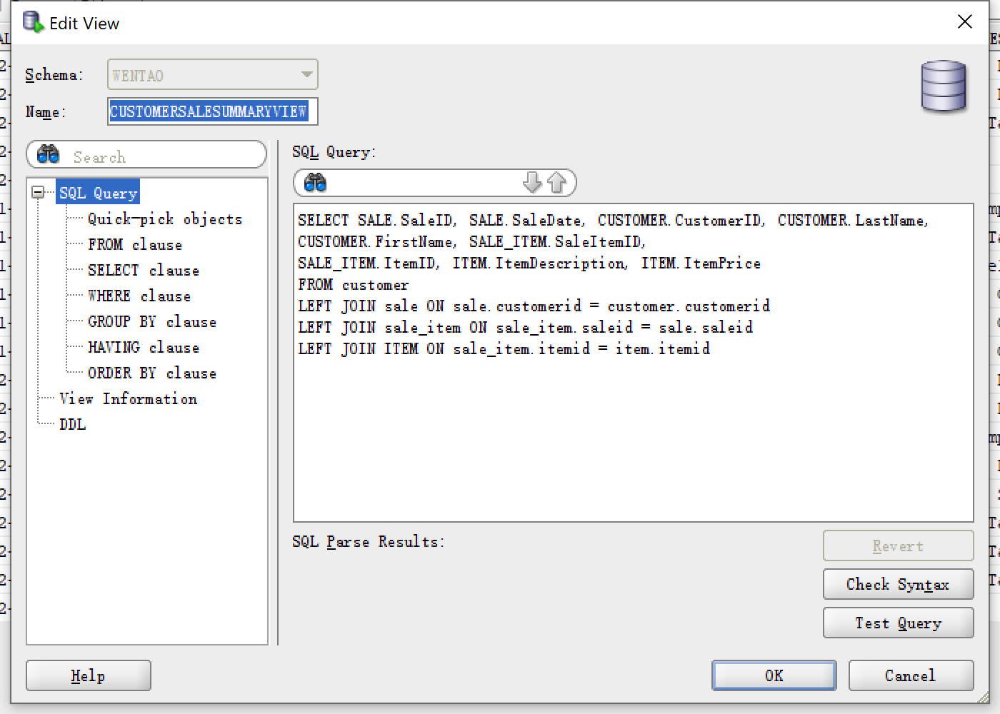 Edit View
Schema:
WENTAO
Name:
CUSTOMERSALESUMMARYVIEW
Search
SQL Query
Quick-pick objects
FROM clause
SELECT clause
WHERE clause
GROUP BY clause
HAVING clause
ORDER BY clause
View Information
DDL
SQL Query:
SELECT SALE.SaleID, SALE.SaleDate, CUSTOMER.CustomerID, CUSTOMER.LastName,
CUSTOMER.FirstName, SALE_ITEM.SaleItemID,
SALE_ITEM.ItemID, ITEM.ItemDescription, ITEM.ItemPrice
FROM customer
LEFT JOIN sale ON sale.customerid = customer.customerid
LEFT JOIN sale_item ON sale_item.saleid = sale.saleid
LEFT JOIN ITEM ON sale_item.itemid = item.itemid
SQL Parse Results:
Revert
Check Syntax
Test Query
Help
OK
Cancel